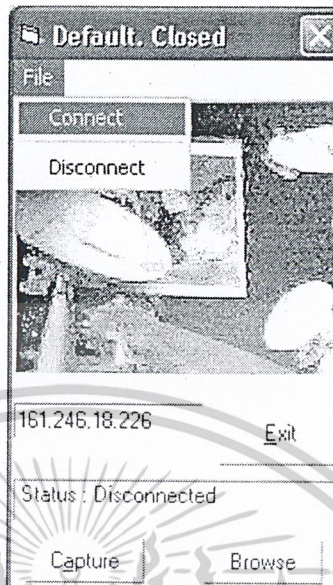 Default. Closed
File
Connect
Disconnect
161.246.18.226
Exit
Status : Disconnected
Capture
Browse